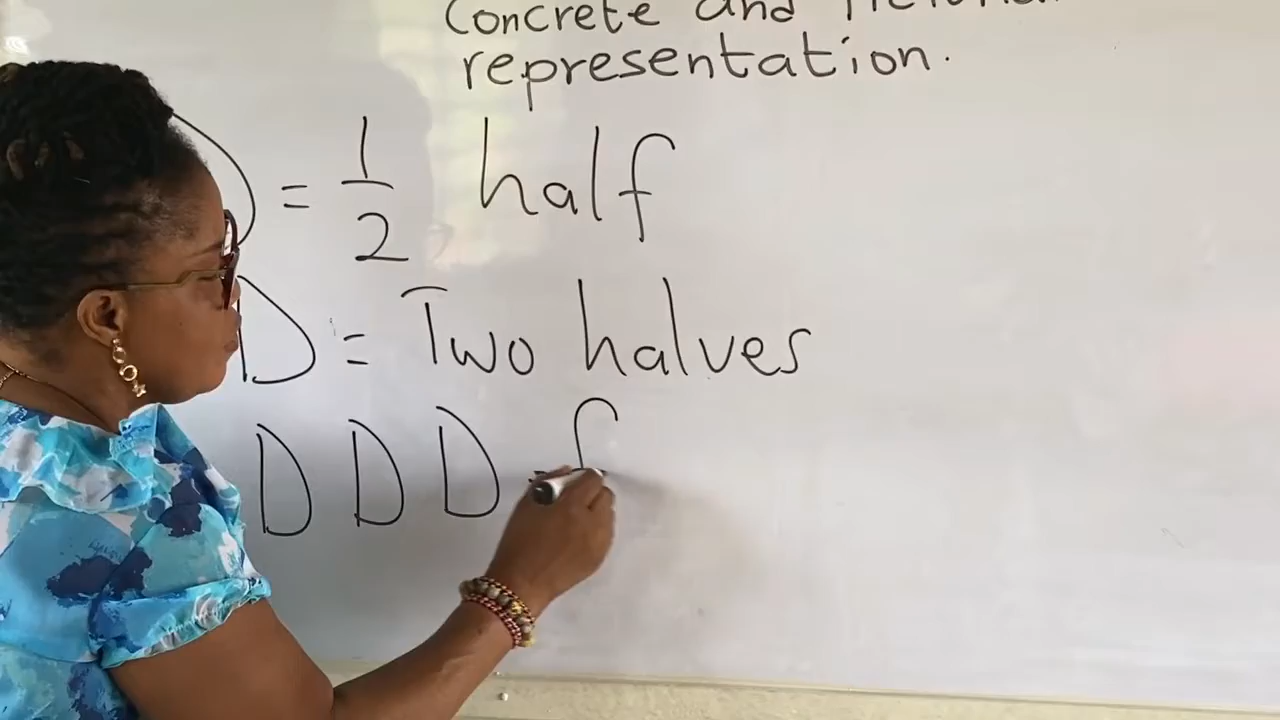 Concrete and
representation.
= 1/2 half
D = Two halves
D D D = f